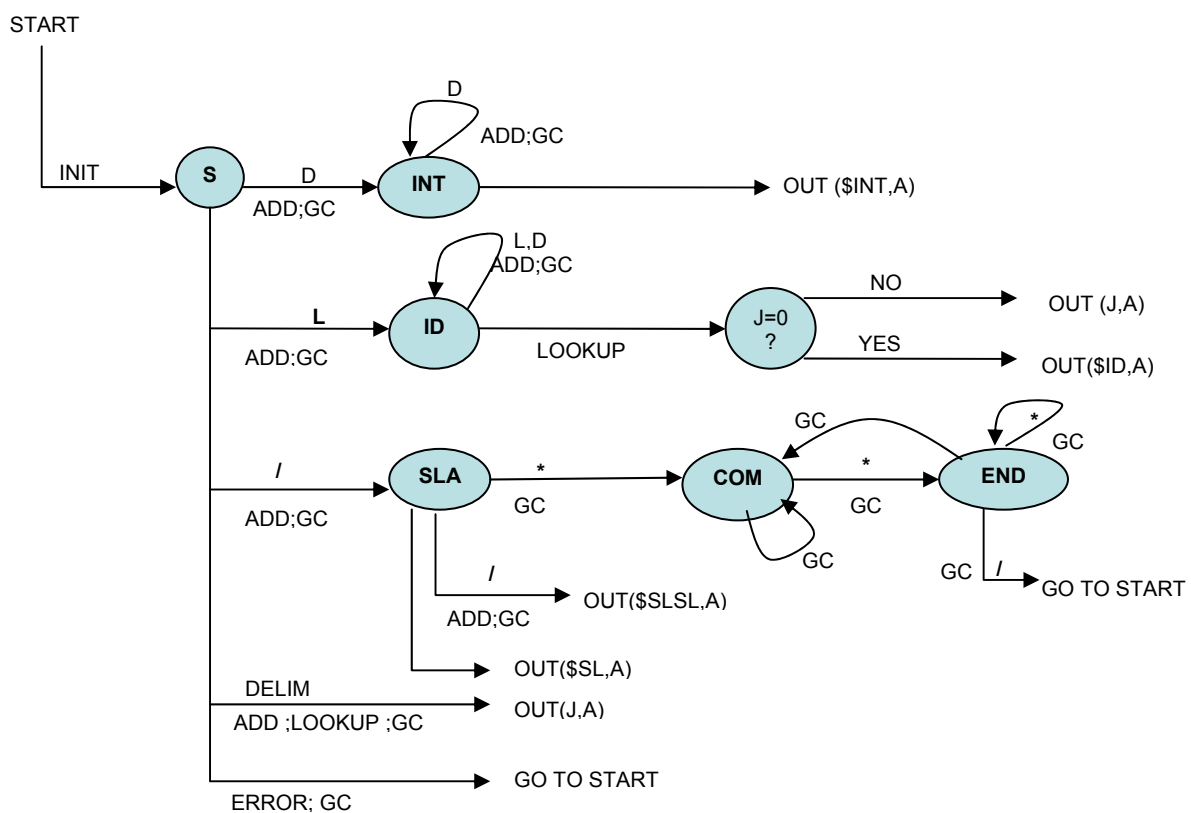 START
D
ADD;GC
INIT
S
D
INT
OUT ($INT,A)
ADD;GC
L,D
ADD;GC
NO
OUT (J,A)
L
ID
J=0
?
ADD;GC
LOOKUP
YES
OUT($ID,A)
GC
*
GC
/
SLA
*
COM
*
END
ADD;GC
GC
GC
GC
GC
/
GO TO START
/
OUT($SLSL,A)
ADD;GC
OUT($SL,A)
DELIM
OUT(J,A)
ADD ;LOOKUP ;GC
GO TO START
ERROR; GC